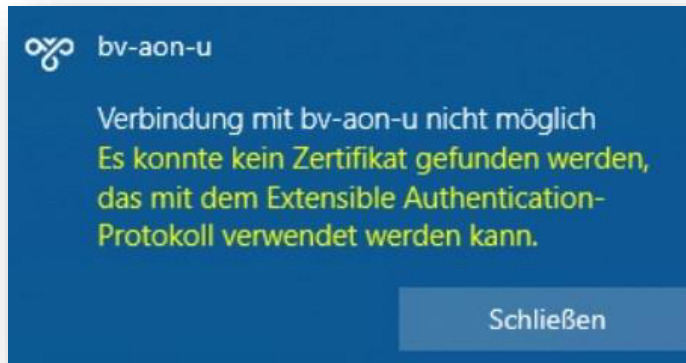 bv-aon-u
Verbindung mit bv-aon-u nicht möglich
Es konnte kein Zertifikat gefunden werden,
das mit dem Extensible Authentication-
Protokoll verwendet werden kann.
Schließen